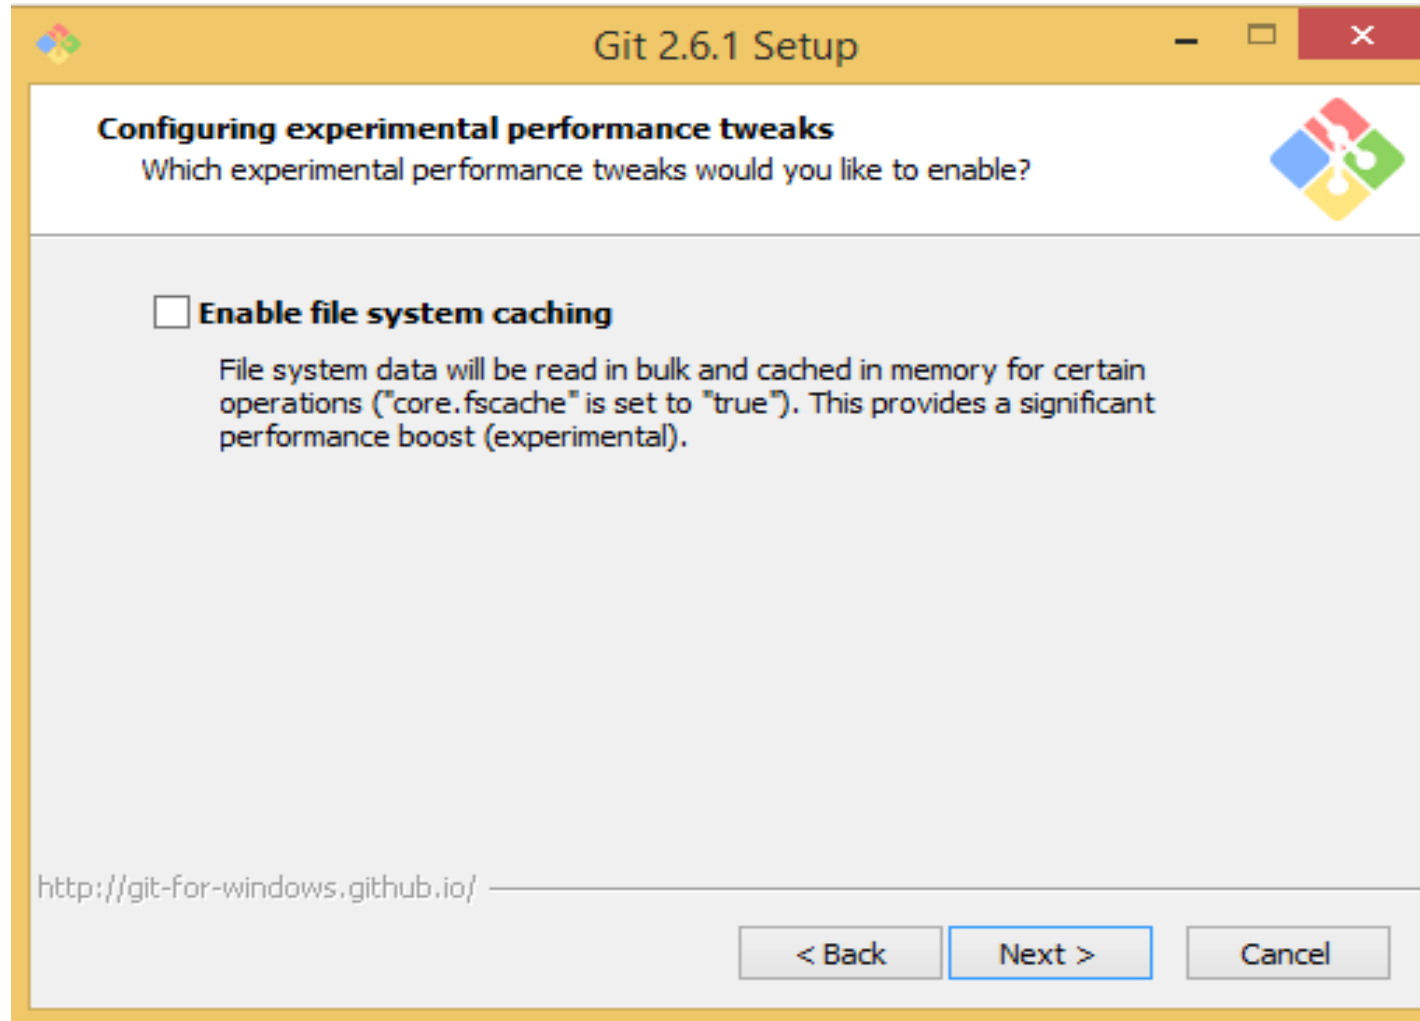 Git 2.6.1 Setup
Configuring experimental performance tweaks
Which experimental performance tweaks would you like to enable?
Enable file system caching
File system data will be read in bulk and cached in memory for certain
operations ("core.fscache" is set to "true"). This provides a significant
performance boost (experimental).
http://git-for-windows.github.io/
< Back
Next >
Cancel